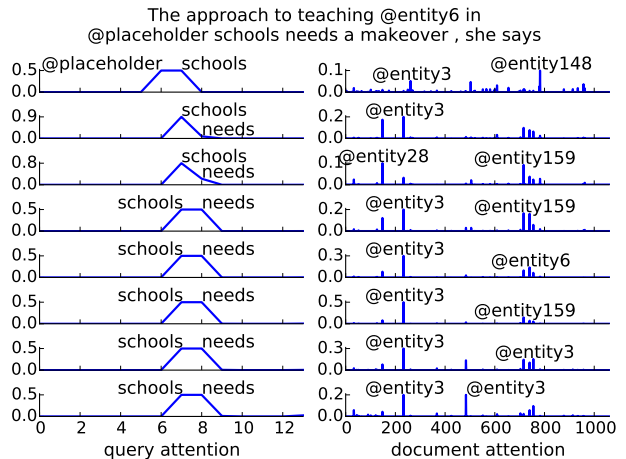 The approach to teaching @entity6 in
@placeholder schools needs a makeover , she says
0.5 @placeholder schools 0.1 @entity3 @entity148
0.0 0.0
0.9 schools 0.2 @entity3
needs
0.0 0.0
0.8 schools 0.1 @entity28 @entity159
needs
0.0 0.0
0.5 schools needs 0.2 @entity3 @entity159
0.0 0.0
0.5 schools needs 0.3 @entity3 @entity6
0.0 0.0
0.5 schools needs 0.5 @entity3 @entity159
0.0 0.0
0.5 schools needs 0.3 @entity3 @entity3
0.0 0.0
0.5 schools needs 0.2 @entity3 @entity3
0.0 0.0
0 2 4 6 8 10 12 0 200 400 600 800 1000
query attention document attention